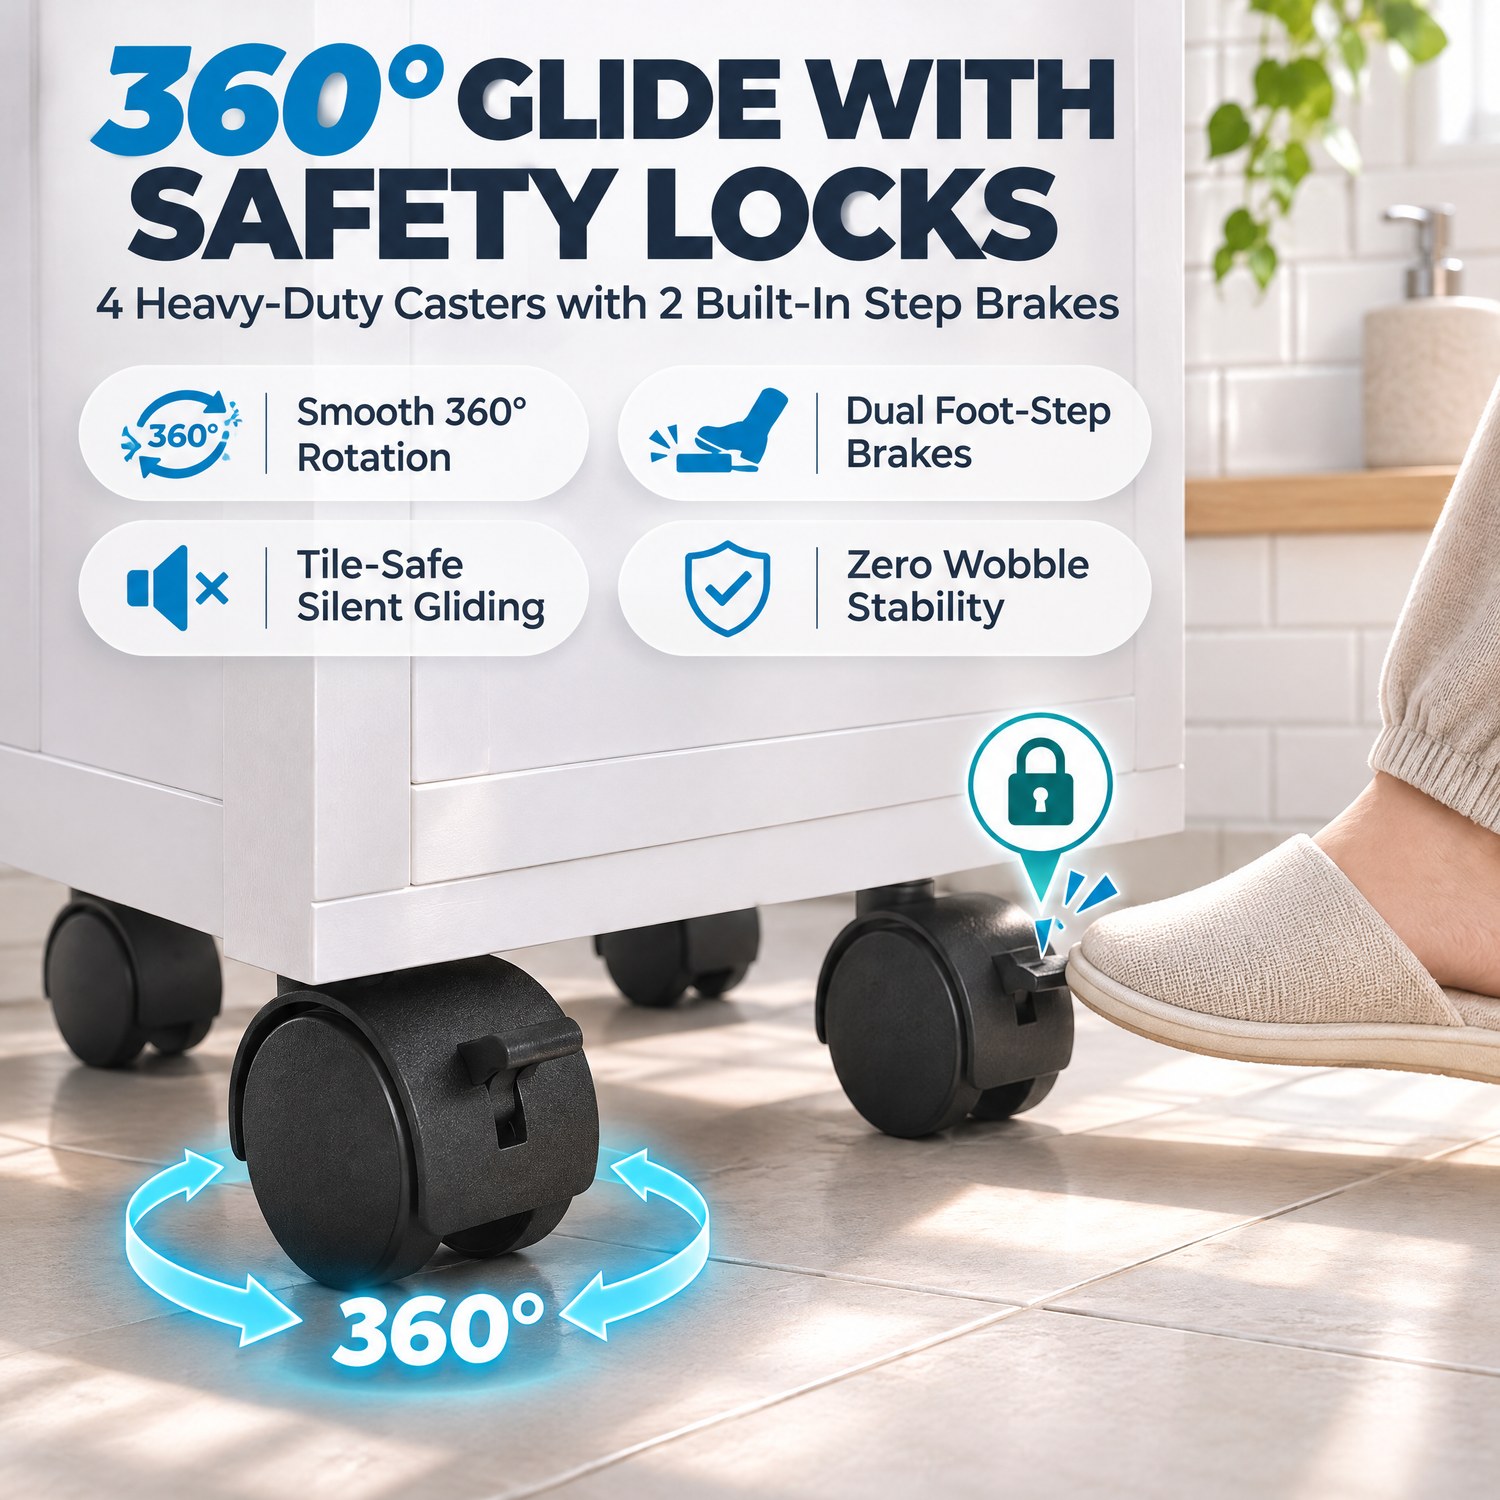 360° GLIDE WITH
SAFETY LOCKS
4 Heavy-Duty Casters with 2 Built-In Step Brakes
360°
Smooth 360°
Rotation
Dual Foot-Step
Brakes
Tile-Safe
Silent Gliding
Zero Wobble
Stability
360°